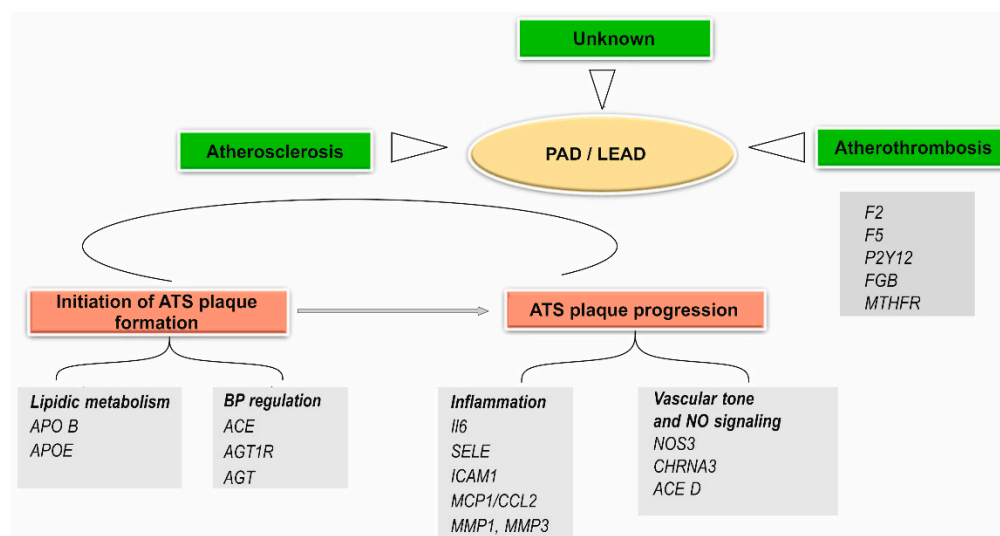 Unknown
Atherosclerosis
PAD / LEAD
Atherothrombosis
F2
F5
P2Y12
FGB
MTHFR
Initiation of ATS plaque
formation
ATS plaque progression
Lipidic metabolism
APO B
APOE
BP regulation
ACE
AGT1R
AGT
Inflammation
Il6
SELE
ICAM1
MCP1/CCL2
MMP1, MMP3
Vascular tone
and NO signaling
NOS3
CHRNA3
ACE D